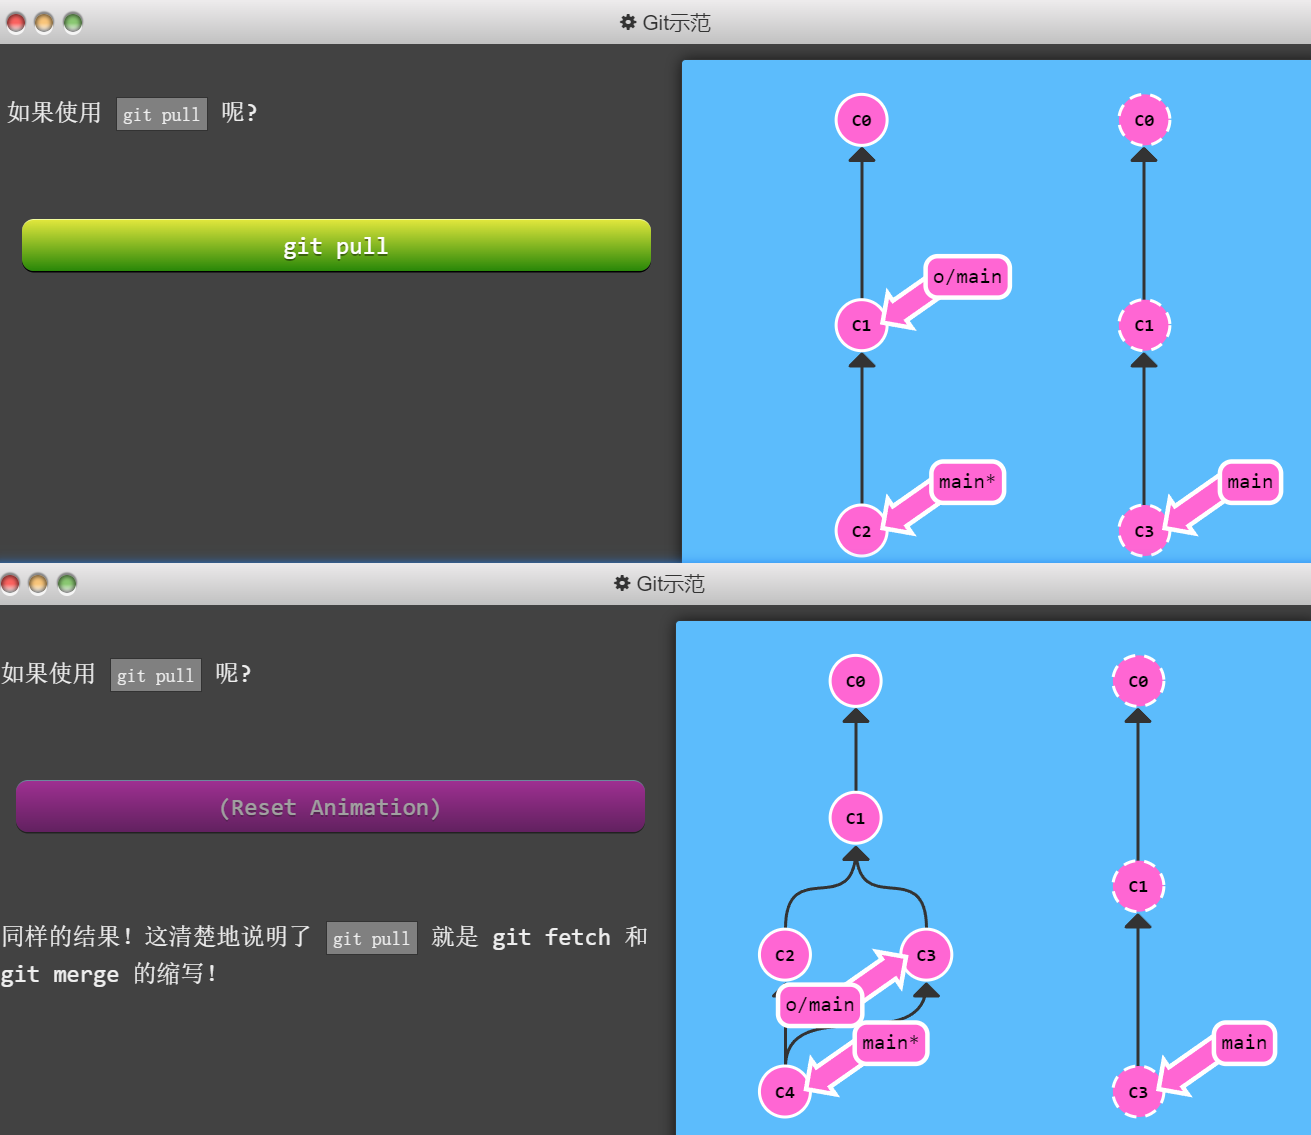 Git示范
如果使用 git pull 呢?
git pull
C0
C0
o/main
C1
C1
main*
main
C2
C3
Git示范
如果使用 git pull 呢?
(Reset Animation)
同样的结果！这清楚地说明了 git pull 就是 git fetch 和
git merge 的缩写！
C0
C0
C1
C1
C2
C3
o/main
main*
main
C4
C3